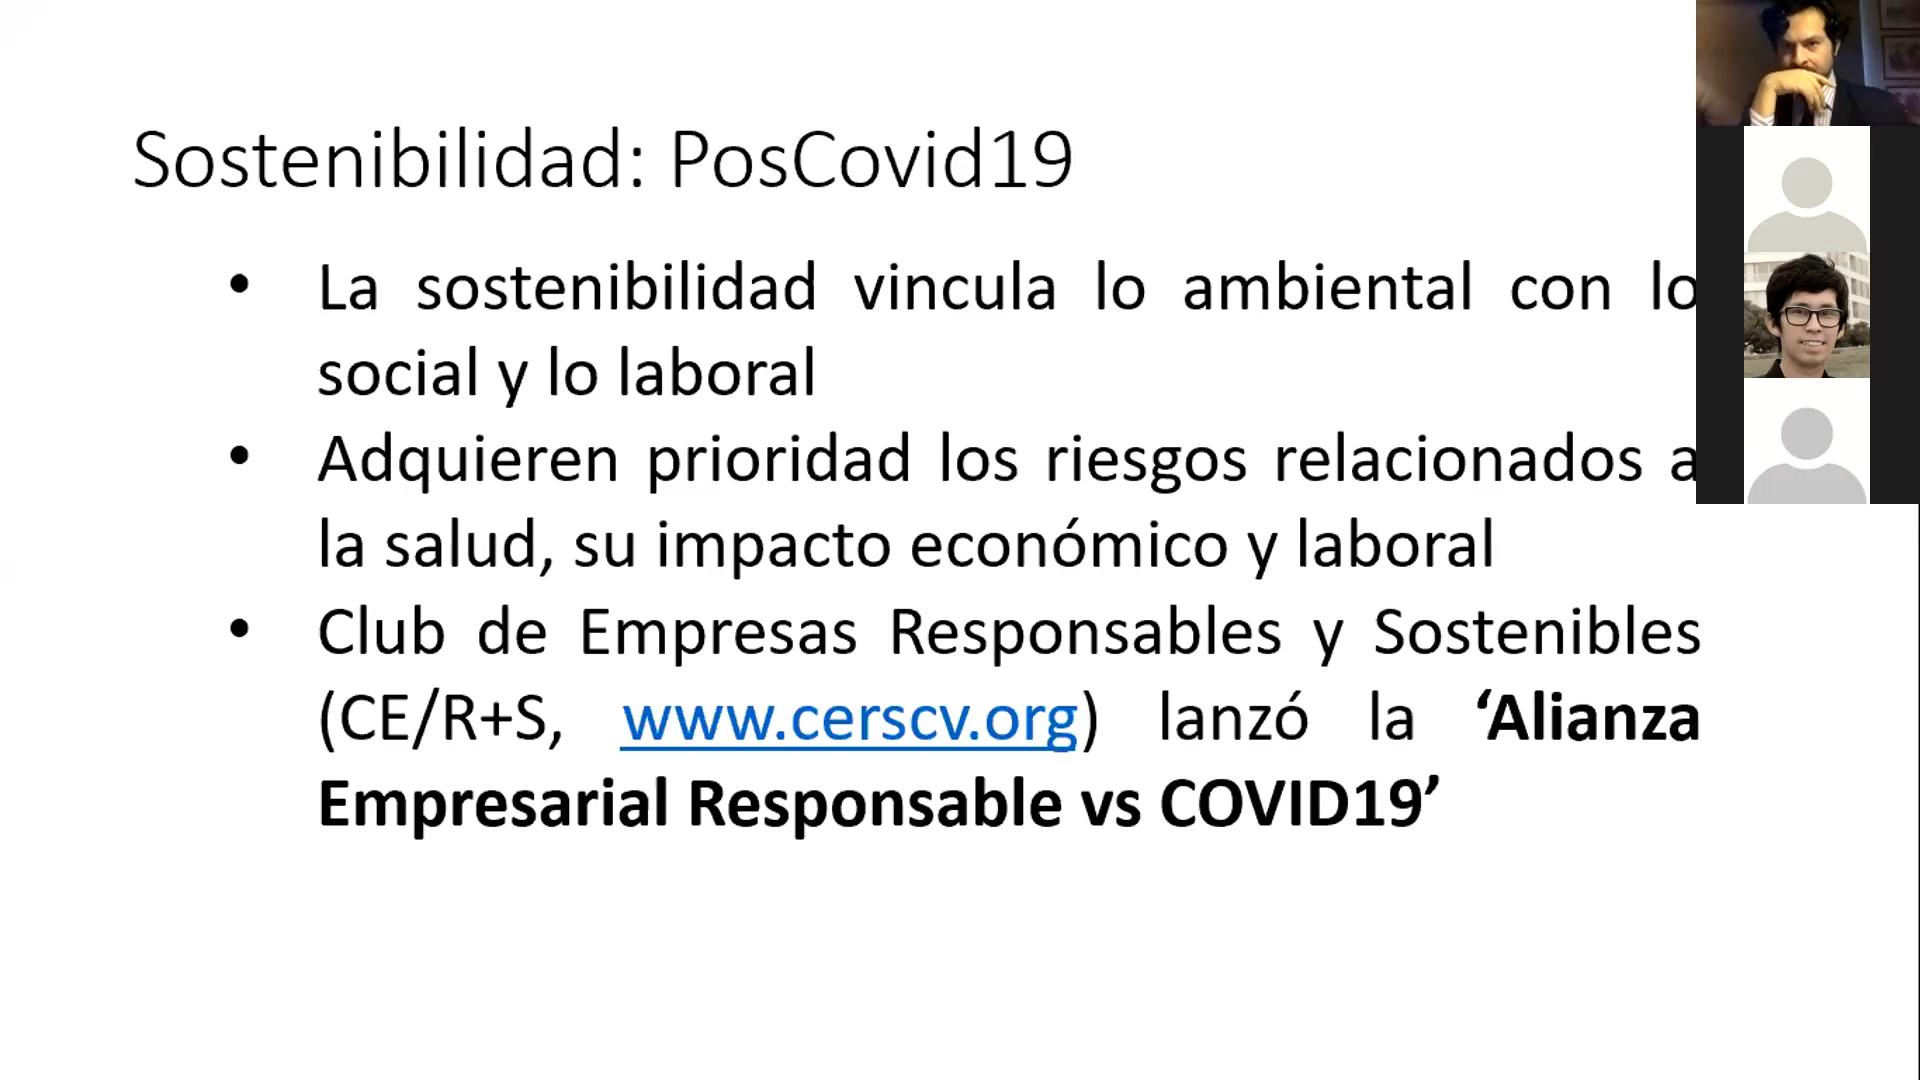 Sostenibilidad: PosCovid19
• La sostenibilidad vincula lo ambiental con lo
social y lo laboral
• Adquieren prioridad los riesgos relacionados a
la salud, su impacto económico y laboral
• Club de Empresas Responsables y Sostenibles
(CE/R+S, www.cerscv.org) lanzó la ‘Alianza
Empresarial Responsable vs COVID19’